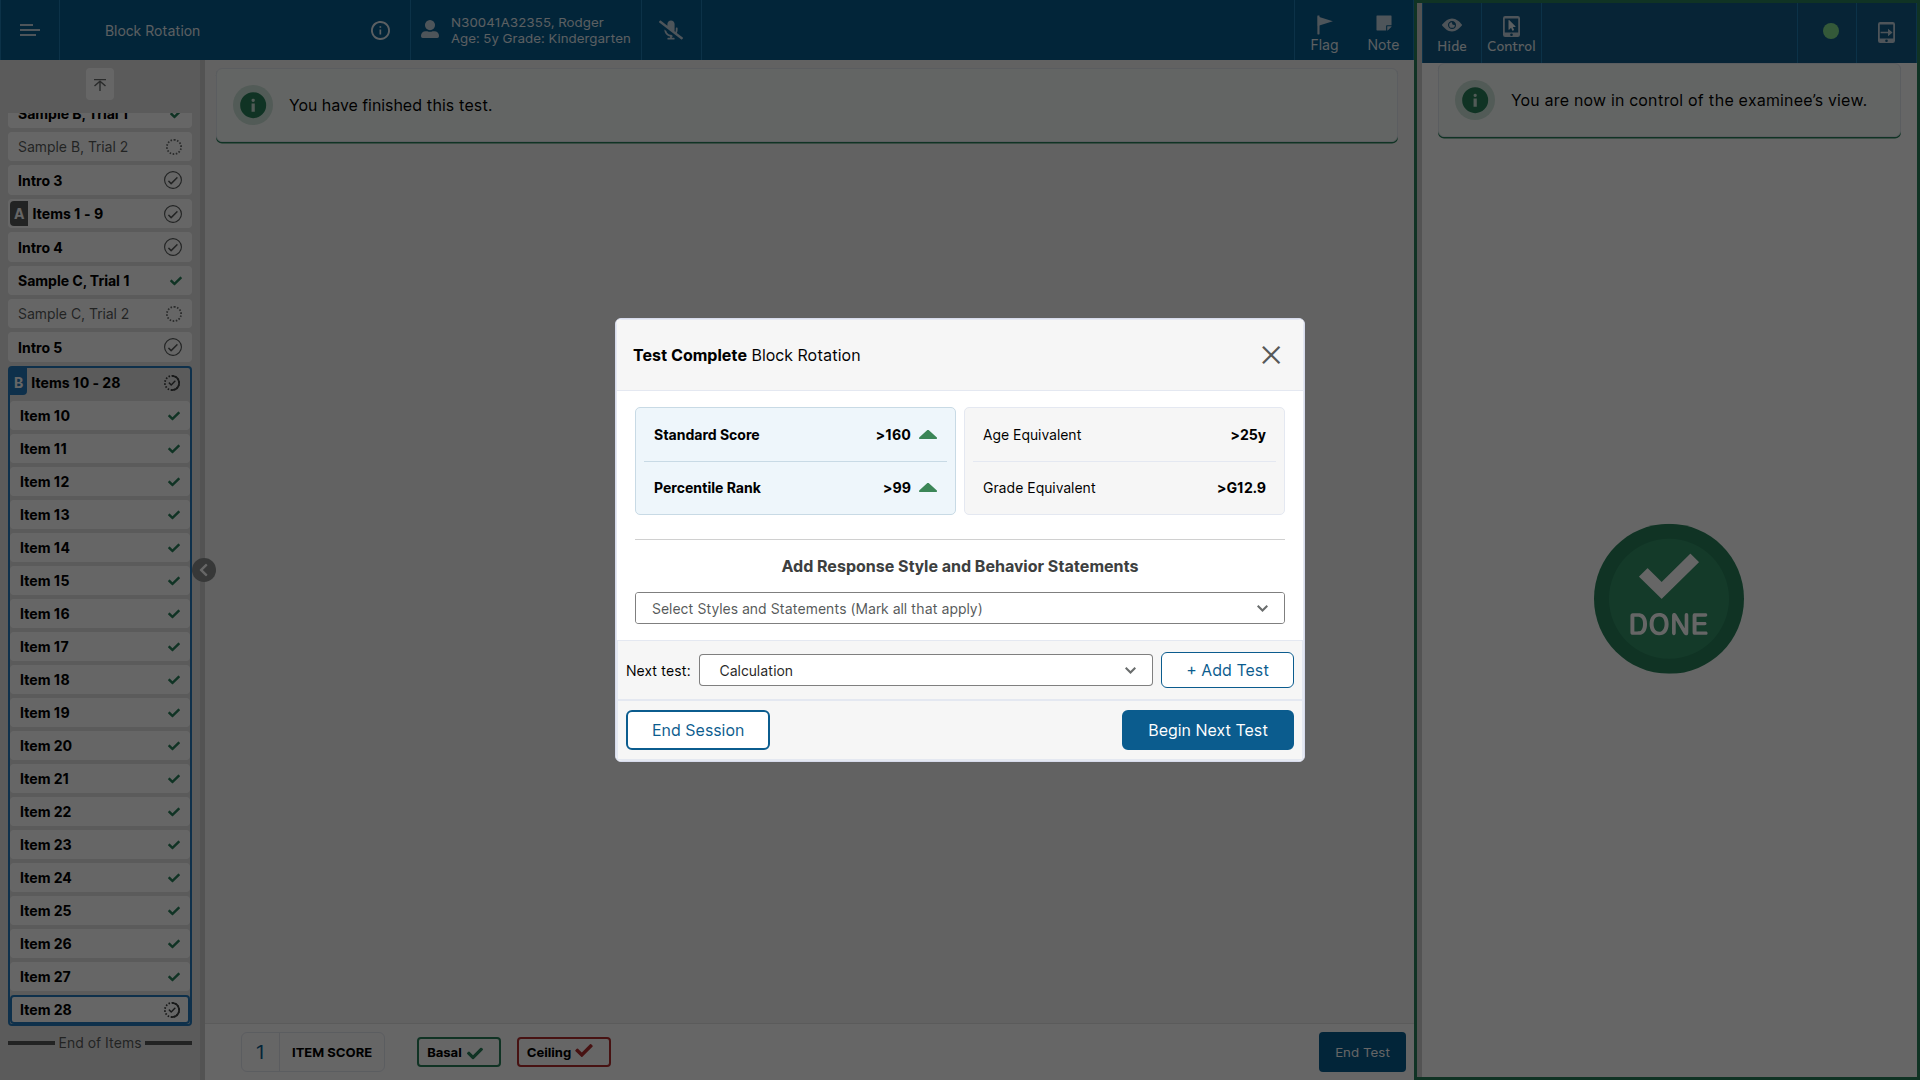 Block Rotation
N30041A32355, Rodger
Age: 5y Grade: Kindergarten
Flag
Note
Hide
Control
Sample B, Trial 1
Sample B, Trial 2
Intro 3
A Items 1 - 9
Intro 4
Sample C, Trial 1
Sample C, Trial 2
Intro 5
B Items 10 - 28
Item 10
Item 11
Item 12
Item 13
Item 14
Item 15
Item 16
Item 17
Item 18
Item 19
Item 20
Item 21
Item 22
Item 23
Item 24
Item 25
Item 26
Item 27
Item 28
End of Items
You have finished this test.
Test Complete Block Rotation
Standard Score >160
Percentile Rank >99
Age Equivalent >25y
Grade Equivalent >G12.9
Add Response Style and Behavior Statements
Select Styles and Statements (Mark all that apply)
Next test: Calculation + Add Test
End Session
Begin Next Test
1 ITEM SCORE
Basal
Ceiling
End Test
You are now in control of the examinee’s view.
DONE